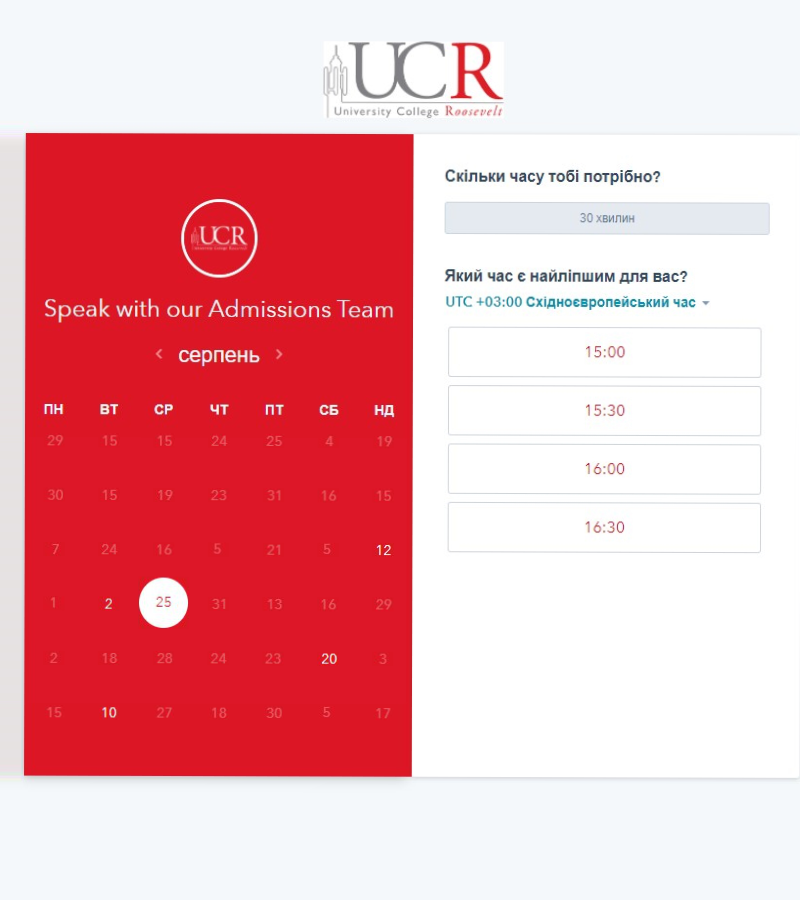 UCR
University College Roosevelt
UCR
Speak with our Admissions Team
серпень
ПН ВТ СР ЧТ ПТ СБ НД
29 15 15 24 25 4 19
30 15 19 23 31 16 15
7 24 16 5 21 5 12
1 2 25 31 13 16 29
2 18 28 24 23 20 3
15 10 27 18 30 5 17
Скільки часу тобі потрібно?
30 хвилин
Який час є найліпшим для вас?
UTC +03:00 Східноєвропейський час
15:00
15:30
16:00
16:30